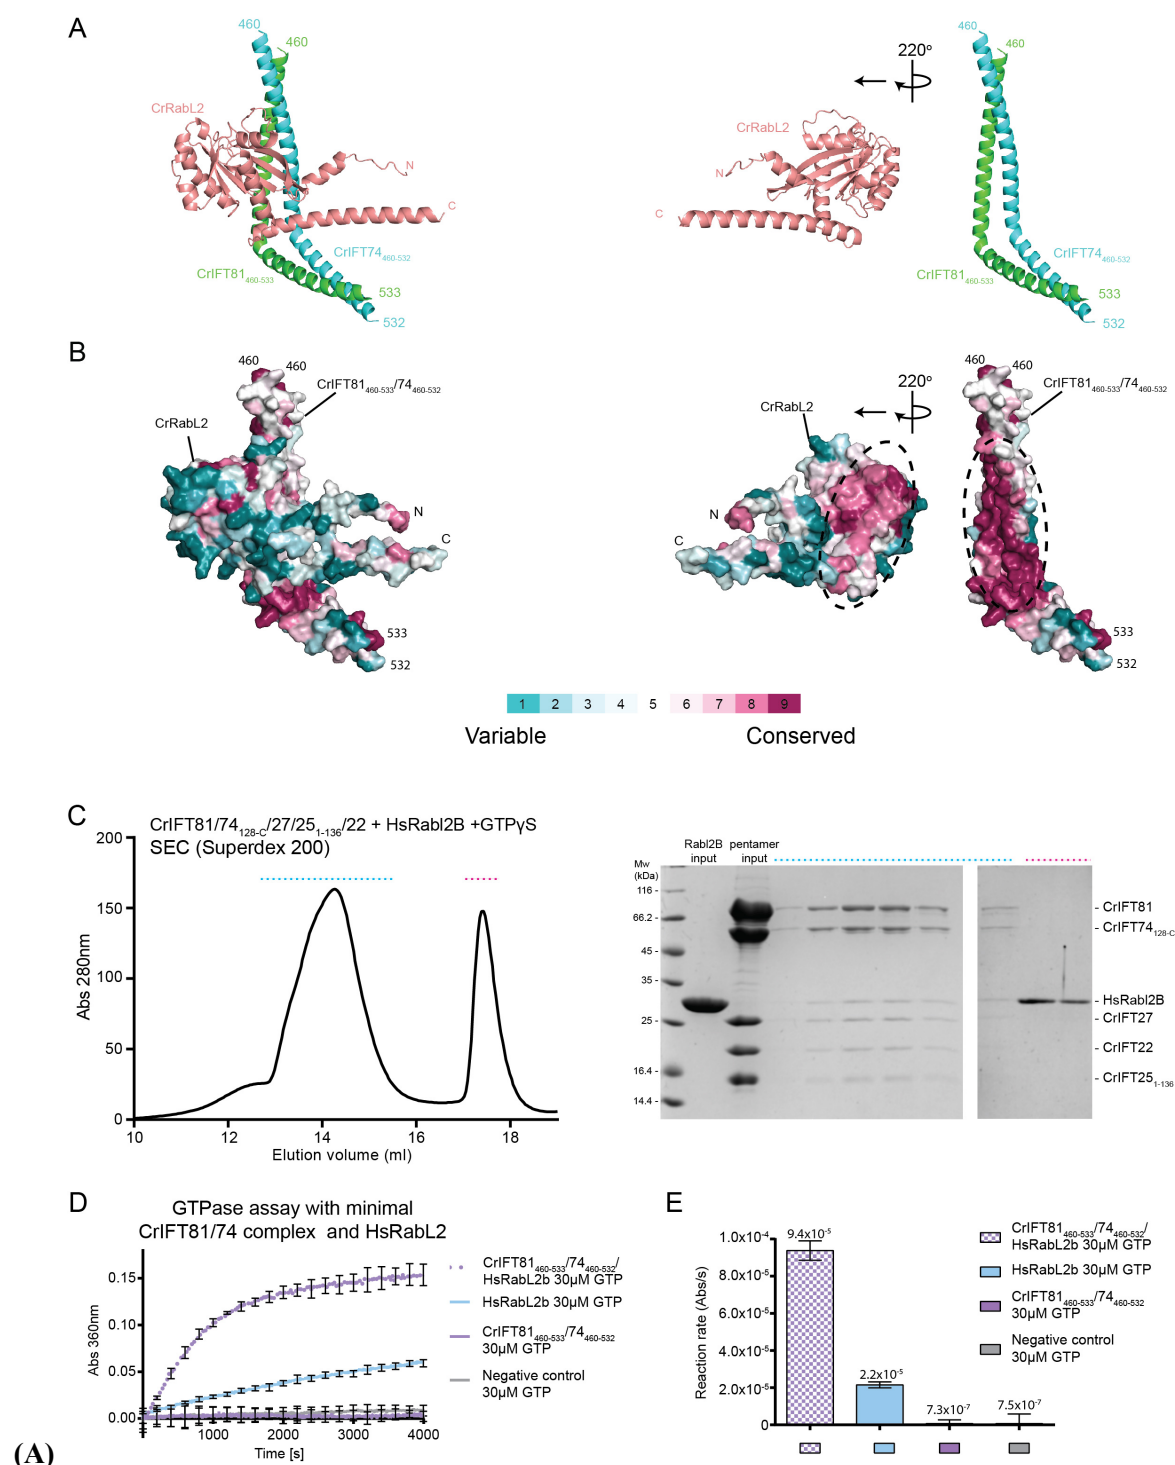 A
460
460
CrRabL2
N
C
CrIFT74460-532
CrIFT81460-533
533
532
220°
460
CrRabL2
N
C
CrIFT74460-532
CrIFT81460-533
533
532
B
460
460
CrIFT81460-533/74460-532
CrRabL2
N
C
533
532
220°
460
460
CrIFT81460-533/74460-532
CrRabL2
N
C
533
532
1 2 3 4 5 6 7 8 9
Variable Conserved
C
CrIFT81/74128-C/27/251-136/22 + HsRabl2B +GTPγS
SEC (Superdex 200)
200
150
100
50
0
Abs 280nm
10 12 14 16 18
Elution volume (ml)
Rabl2B input
pentamer input
Mw (kDa)
116 -
66.2 -
45 -
35 -
25 -
16.4 -
14.4 -
- CrIFT81
- CrIFT74128-C
- HsRabl2B
- CrIFT27
- CrIFT22
- CrIFT251-136
D
GTPase assay with minimal
CrIFT81/74 complex and HsRabL2
0.15
0.10
0.05
0.00
Abs 360nm
1000 2000 3000 4000
Time [s]
CrIFT81460-533/74460-532/
HsRabL2b 30µM GTP
HsRabL2b 30µM GTP
CrIFT81460-533/74460-532
30µM GTP
Negative control
30µM GTP
E
1.0x10-4
8.0x10-5
6.0x10-5
4.0x10-5
2.0x10-5
0
Reaction rate (Abs/s)
9.4x10-5
2.2x10-5
7.3x10-7
7.5x10-7
CrIFT81460-533/74460-532/
HsRabL2b 30µM GTP
HsRabL2b 30µM GTP
CrIFT81460-533/74460-532
30µM GTP
Negative control
30µM GTP
(A)